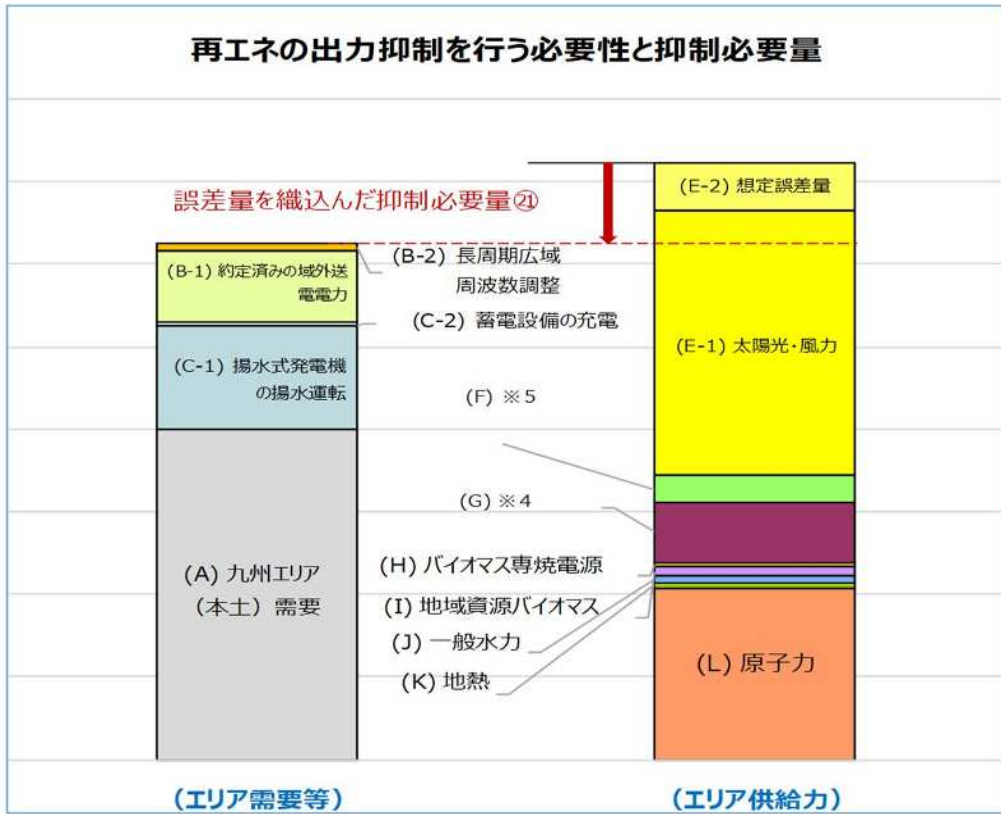 再エネの出力抑制を行う必要性と抑制必要量
誤差量を織込んだ抑制必要量㉑
(B-1) 約定済みの域外送
電電力
(C-1) 揚水式発電機
の揚水運転
(A) 九州エリア
（本土）需要
(B-2) 長周期広域
周波数調整
(C-2) 蓄電設備の充電
(F) ※5
(G) ※4
(H) バイオマス専焼電源
(I) 地域資源バイオマス
(J) 一般水力
(K) 地熱
(E-2) 想定誤差量
(E-1) 太陽光・風力
(L) 原子力
（エリア需要等）
（エリア供給力）